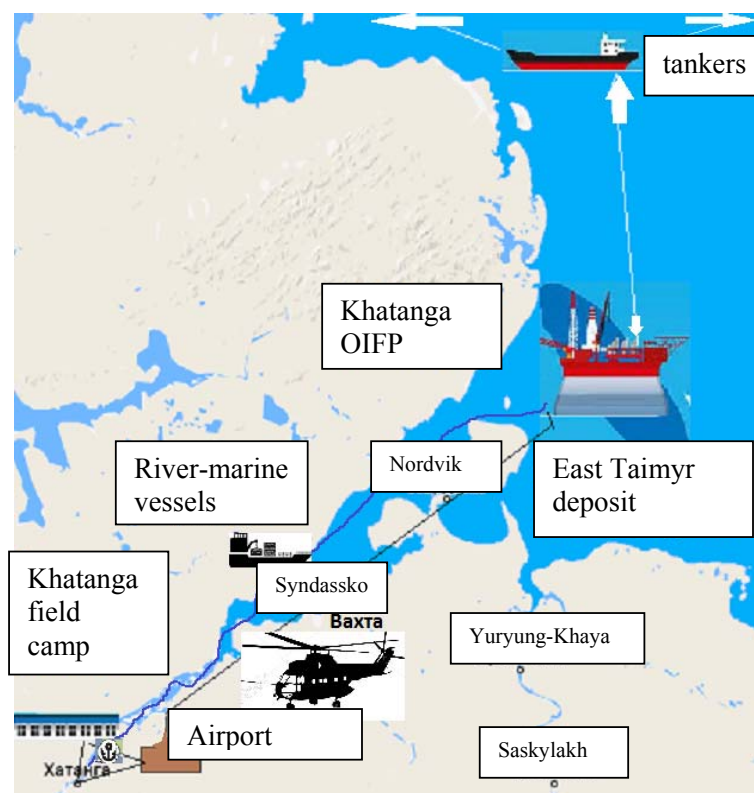 tankers
Khatanga
OIFP
Nordvik
River-marine
vessels
East Taimyr
deposit
Syndassko
Khatanga
field
camp
Вахта
Yuryung-Khaya
Airport
Saskylakh
Хатанга